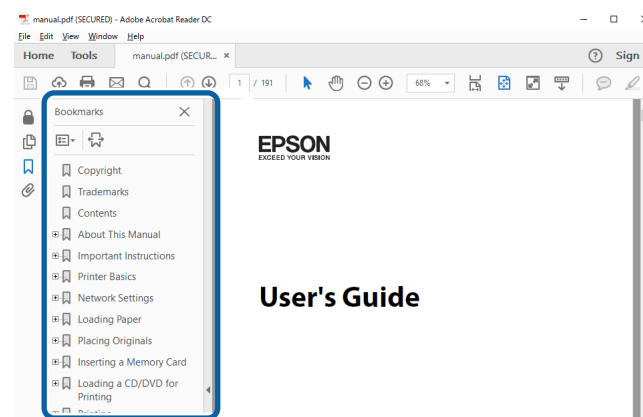 manual.pdf (SECURED) - Adobe Acrobat Reader DC
File Edit View Window Help
Home Tools manual.pdf (SECUR... × ? Sign
1 / 191 68%
Bookmarks
Copyright
Trademarks
Contents
About This Manual
Important Instructions
Printer Basics
Network Settings
Loading Paper
Placing Originals
Inserting a Memory Card
Loading a CD/DVD for
Printing
Printing
EPSON
EXCEED YOUR VISION
User's Guide